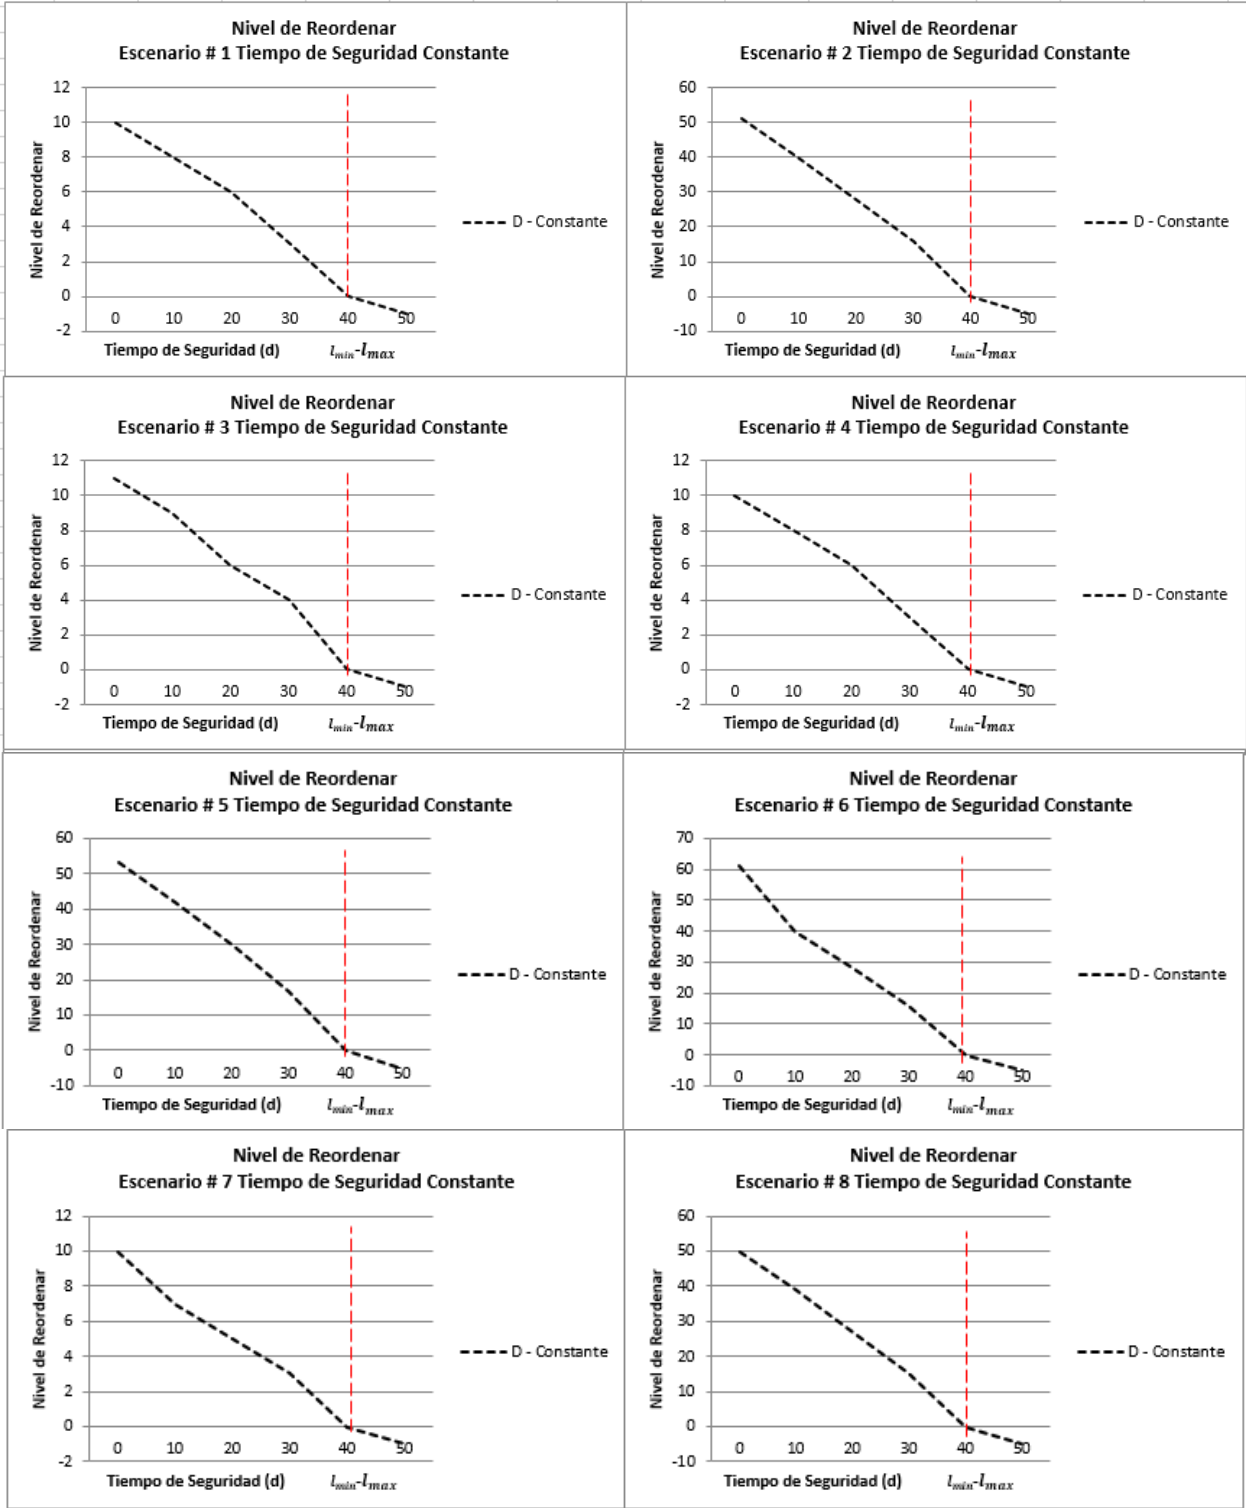 Nivel de Reordenar
Escenario # 1 Tiempo de Seguridad Constante
12
10
8
6
4
2
0
-2
Nivel de Reordenar
0 10 20 30 40 50
Tiempo de Seguridad (d)
lmin-lmax
D - Constante
Nivel de Reordenar
Escenario # 2 Tiempo de Seguridad Constante
60
50
40
30
20
10
0
-10
Nivel de Reordenar
0 10 20 30 40 50
Tiempo de Seguridad (d)
lmin-lmax
D - Constante
Nivel de Reordenar
Escenario # 3 Tiempo de Seguridad Constante
12
10
8
6
4
2
0
-2
Nivel de Reordenar
0 10 20 30 40 50
Tiempo de Seguridad (d)
lmin-lmax
D - Constante
Nivel de Reordenar
Escenario # 4 Tiempo de Seguridad Constante
12
10
8
6
4
2
0
-2
Nivel de Reordenar
0 10 20 30 40 50
Tiempo de Seguridad (d)
lmin-lmax
D - Constante
Nivel de Reordenar
Escenario # 5 Tiempo de Seguridad Constante
60
50
40
30
20
10
0
-10
Nivel de Reordenar
0 10 20 30 40 50
Tiempo de Seguridad (d)
lmin-lmax
D - Constante
Nivel de Reordenar
Escenario # 6 Tiempo de Seguridad Constante
70
60
50
40
30
20
10
0
-10
Nivel de Reordenar
0 10 20 30 40 50
Tiempo de Seguridad (d)
lmin-lmax
D - Constante
Nivel de Reordenar
Escenario # 7 Tiempo de Seguridad Constante
12
10
8
6
4
2
0
-2
Nivel de Reordenar
0 10 20 30 40 50
Tiempo de Seguridad (d)
lmin-lmax
D - Constante
Nivel de Reordenar
Escenario # 8 Tiempo de Seguridad Constante
60
50
40
30
20
10
0
-10
Nivel de Reordenar
0 10 20 30 40 50
Tiempo de Seguridad (d)
lmin-lmax
D - Constante